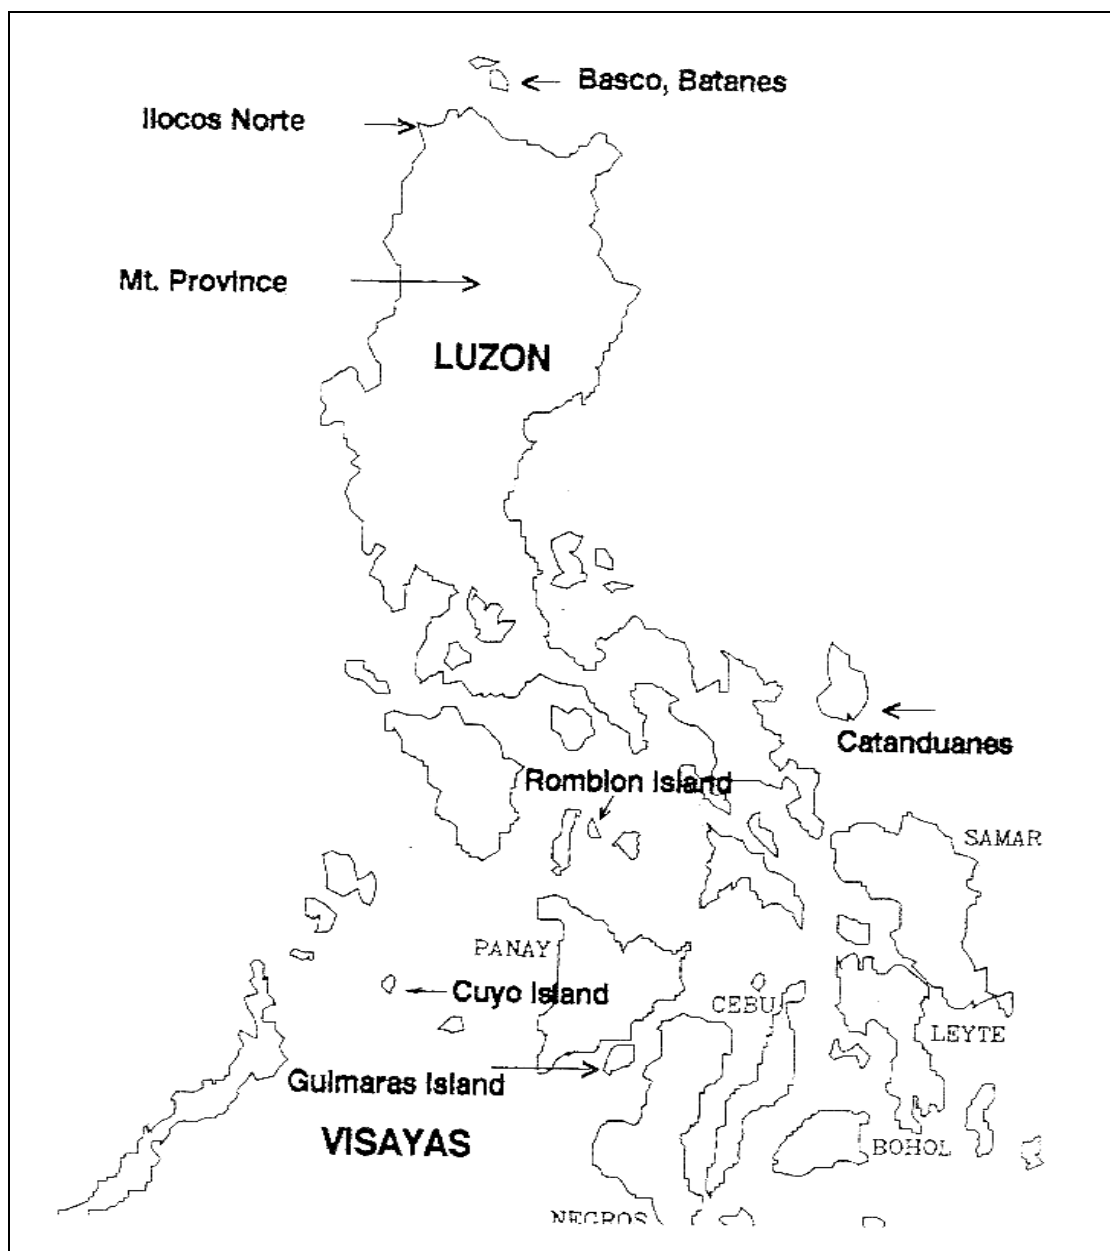 Basco, Batanes
Ilocos Norte
Mt. Province
LUZON
Catanduanes
Romblon Island
SAMAR
PANAY
Cuyo Island
CEBU
LEYTE
Guimaras Island
VISAYAS
BOHOL
NEGROS